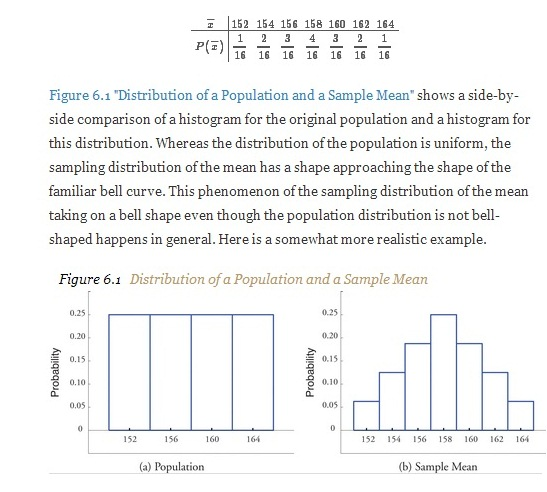 x̄ 152 154 156 158 160 162 164
P(x̄) 1/16 2/16 3/16 4/16 3/16 2/16 1/16
Figure 6.1 "Distribution of a Population and a Sample Mean" shows a side-by-
side comparison of a histogram for the original population and a histogram for
this distribution. Whereas the distribution of the population is uniform, the
sampling distribution of the mean has a shape approaching the shape of the
familiar bell curve. This phenomenon of the sampling distribution of the mean
taking on a bell shape even though the population distribution is not bell-
shaped happens in general. Here is a somewhat more realistic example.
Figure 6.1 Distribution of a Population and a Sample Mean
Probability
0.25
0.20
0.15
0.10
0.05
0
152 156 160 164
(a) Population
Probability
0.25
0.20
0.15
0.10
0.05
0
152 154 156 158 160 162 164
(b) Sample Mean